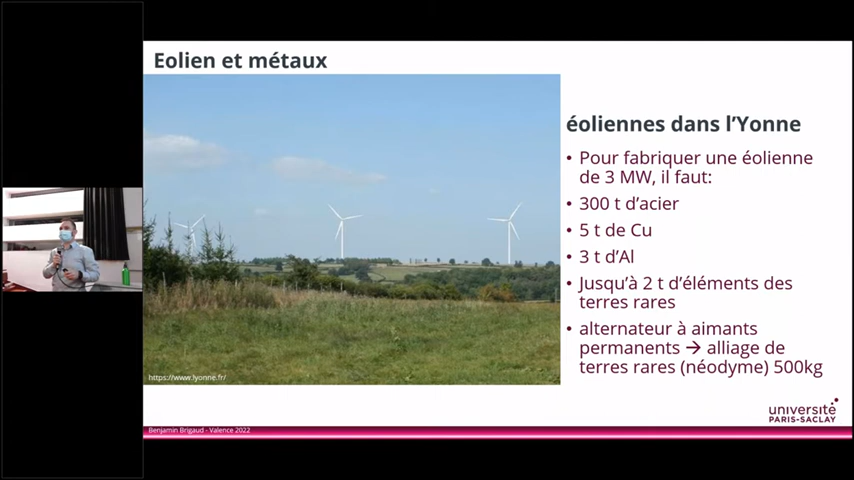 Eolien et métaux
éoliennes dans l'Yonne
• Pour fabriquer une éolienne
de 3 MW, il faut:
• 300 t d'acier
• 5 t de Cu
• 3 t d'Al
• Jusqu'à 2 t d'éléments des
terres rares
• alternateur à aimants
permanents → alliage de
terres rares (néodyme) 500kg
https://www.lyonne.fr/
université
PARIS-SACLAY
Benjamin Brigaud - Valence 2022